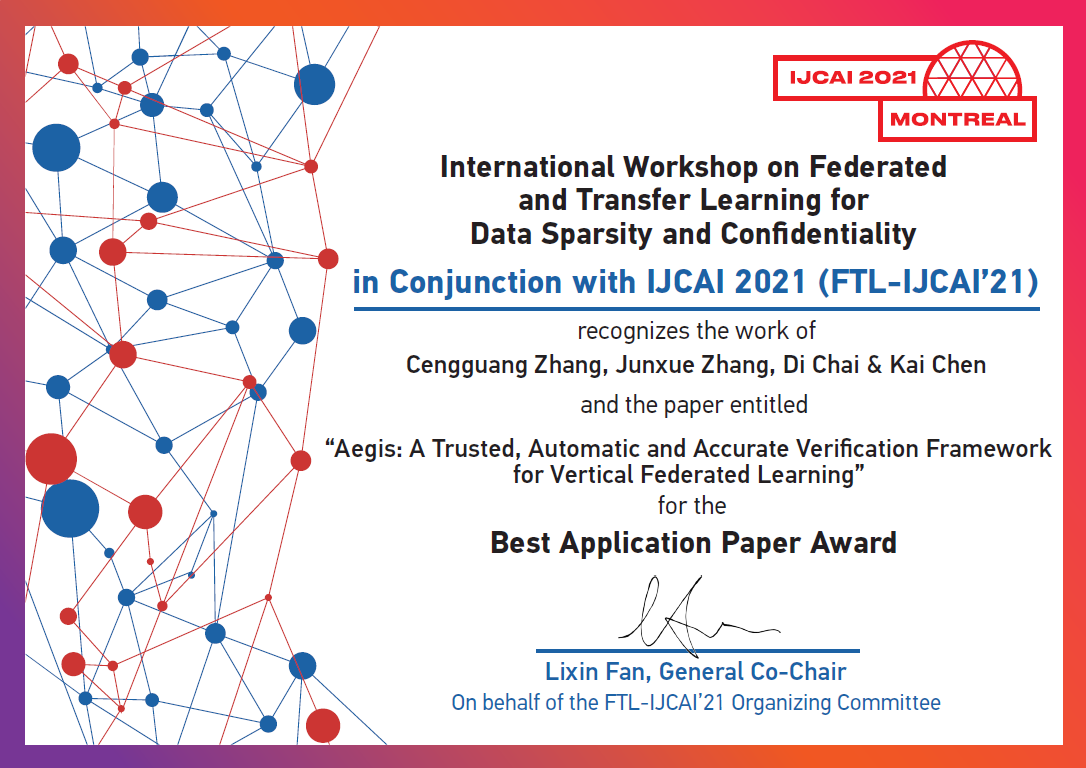 IJCAI 2021
MONTREAL
International Workshop on Federated
and Transfer Learning for
Data Sparsity and Confidentiality
in Conjunction with IJCAI 2021 (FTL-IJCAI’21)
recognizes the work of
Cengguang Zhang, Junxue Zhang, Di Chai & Kai Chen
and the paper entitled
“Aegis: A Trusted, Automatic and Accurate Verification Framework
for Vertical Federated Learning”
for the
Best Application Paper Award
Lixin Fan, General Co-Chair
On behalf of the FTL-IJCAI’21 Organizing Committee